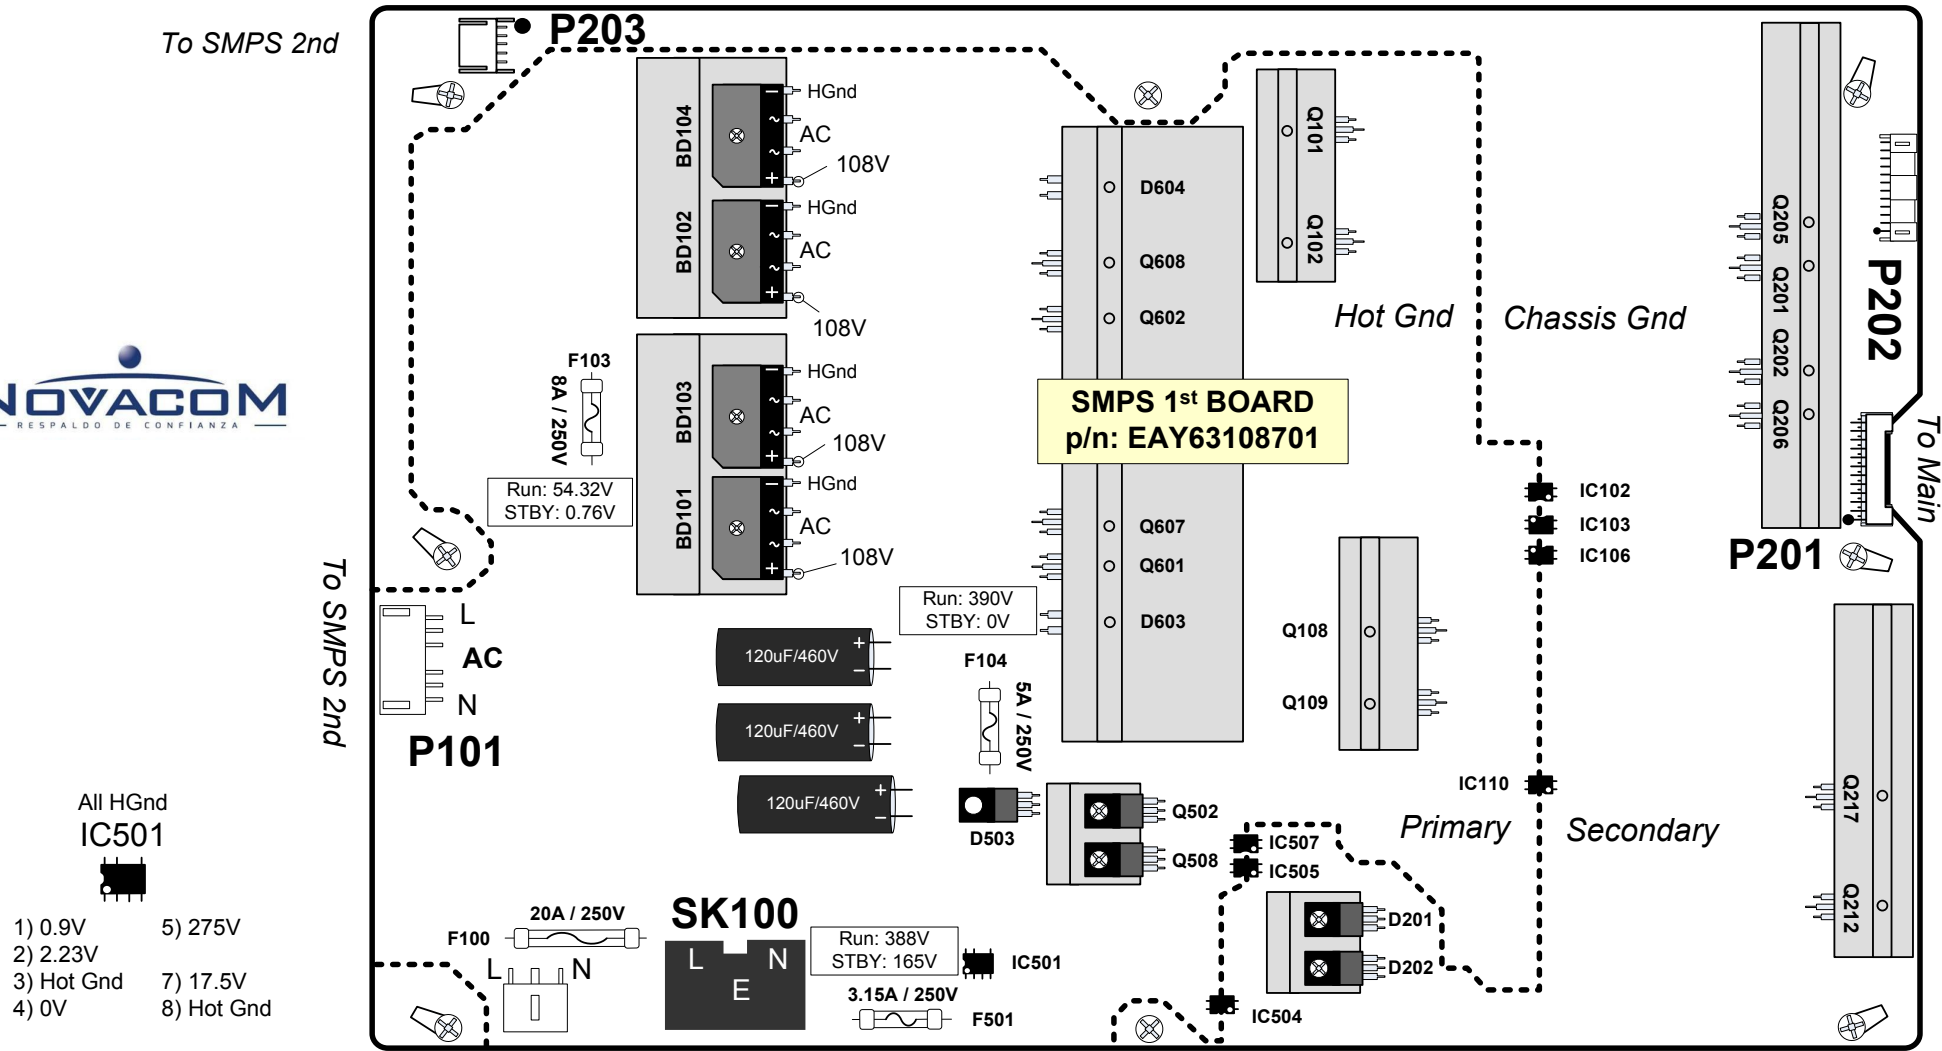 To SMPS 2nd
P203
BD104
HGnd
AC
108V
BD102
HGnd
AC
108V
D604
Q608
Q602
Q101
Q102
Hot Gnd
Chassis Gnd
Q205
Q201
Q202
Q206
P202
To Main
P201
NOVACOM
RESPALDO DE CONFIANZA
F103
8A / 250V
Run: 54.32V
STBY: 0.76V
BD103
HGnd
AC
108V
BD101
HGnd
AC
108V
SMPS 1st BOARD
p/n: EAY63108701
Q607
Q601
D603
IC102
IC103
IC106
To SMPS 2nd
L
AC
N
P101
120uF/460V
+
−
120uF/460V
+
−
120uF/460V
+
−
Run: 390V
STBY: 0V
F104
5A / 250V
D503
Q502
Q508
Q108
Q109
IC110
Primary
Secondary
IC507
IC505
D201
D202
IC504
Q217
Q212
All HGnd
IC501
1) 0.9V
2) 2.23V
3) Hot Gnd
4) 0V
5) 275V
7) 17.5V
8) Hot Gnd
F100
20A / 250V
L
N
SK100
L
N
E
Run: 388V
STBY: 165V
IC501
3.15A / 250V
F501